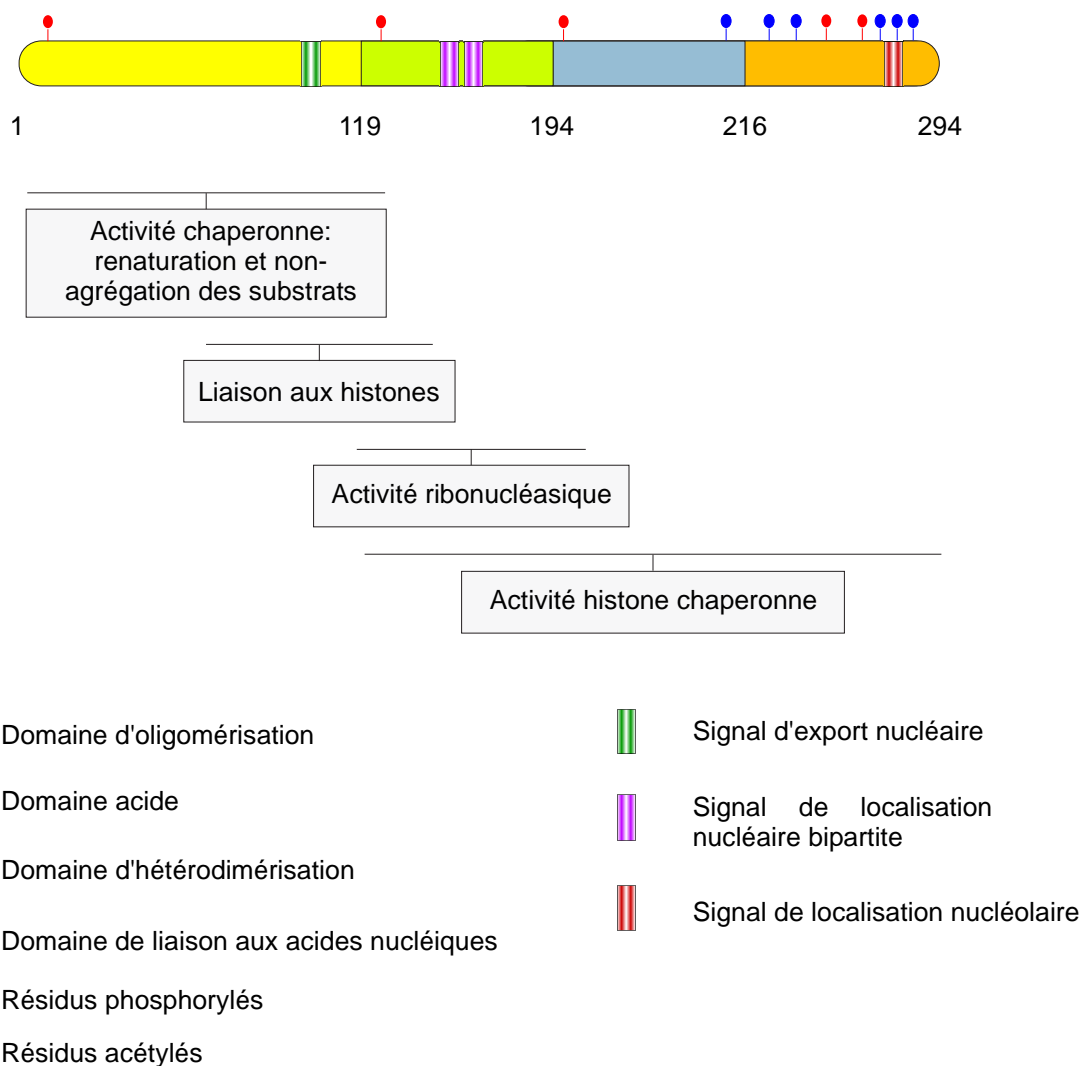 1 119 194 216 294
Activité chaperonne:
renaturation et non-
agrégation des substrats
Liaison aux histones
Activité ribonucléasique
Activité histone chaperonne
Domaine d'oligomérisation
Domaine acide
Domaine d'hétérodimérisation
Domaine de liaison aux acides nucléiques
Résidus phosphorylés
Résidus acétylés
Signal d'export nucléaire
Signal de localisation
nucléaire bipartite
Signal de localisation nucléolaire